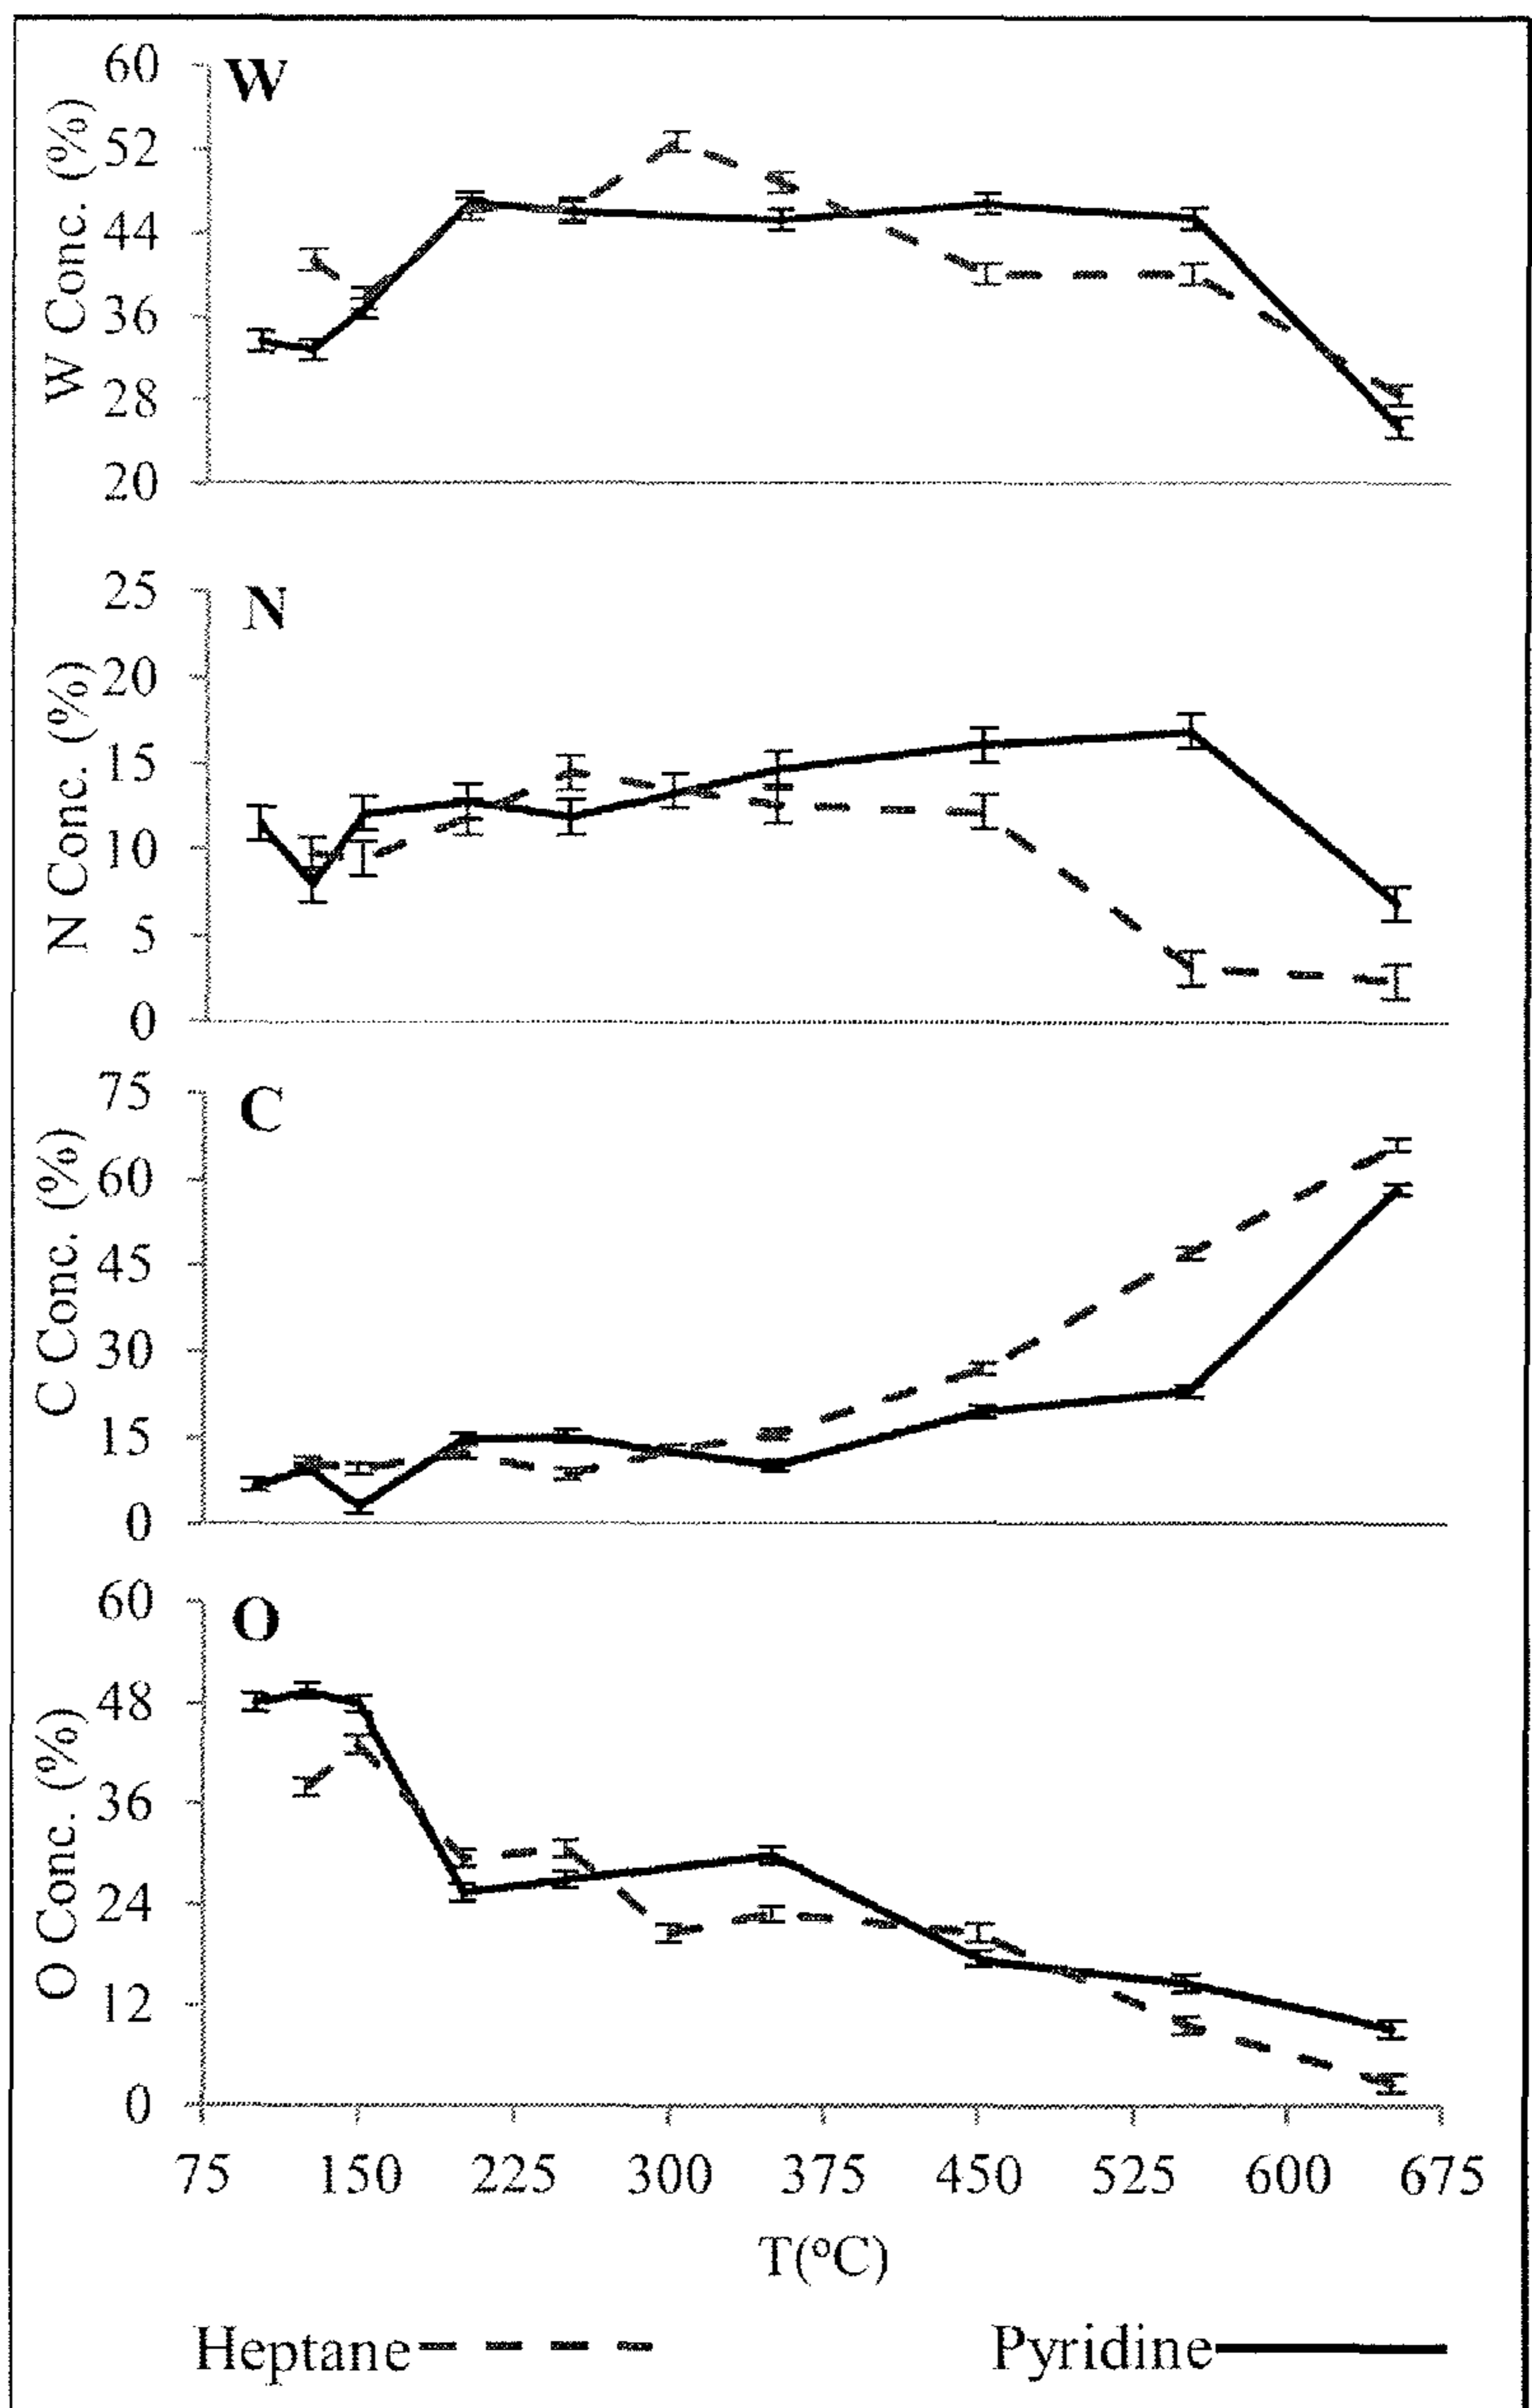 W
W Conc. (%)
60
52
44
36
28
20
N
N Conc. (%)
25
20
15
10
5
0
C
C Conc. (%)
75
60
45
30
15
0
O
O Conc. (%)
60
48
36
24
12
0
75 150 225 300 375 450 525 600 675
T(ºC)
Heptane Pyridine